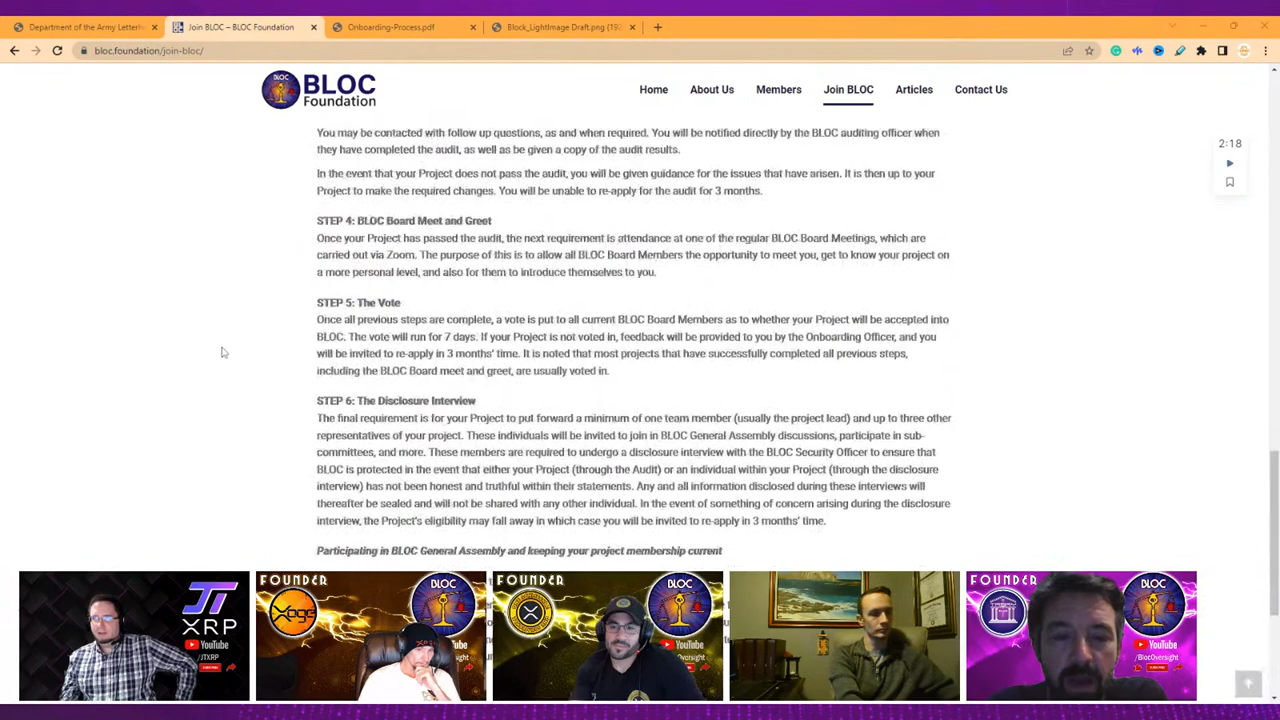 Department of the Army Letterh
Join BLOC – BLOC Foundation
Onboarding-Process.pdf
Block_LightImage Draft.png (192
bloc.foundation/join-bloc/
BLOC
BLOC
Foundation
Home
About Us
Members
Join BLOC
Articles
Contact Us
You may be contacted with follow up questions, as and when required. You will be notified directly by the BLOC auditing officer when
they have completed the audit, as well as be given a copy of the audit results.
In the event that your Project does not pass the audit, you will be given guidance for the issues that have arisen. It is then up to your
Project to make the required changes. You will be unable to re-apply for the audit for 3 months.
2:18
STEP 4: BLOC Board Meet and Greet
Once your Project has passed the audit, the next requirement is attendance at one of the regular BLOC Board Meetings, which are
carried out via Zoom. The purpose of this is to allow all BLOC Board Members the opportunity to meet you, get to know your project on
a more personal level, and also for them to introduce themselves to you.
STEP 5: The Vote
Once all previous steps are complete, a vote is put to all current BLOC Board Members as to whether your Project will be accepted into
BLOC. The vote will run for 7 days. If your Project is not voted in, feedback will be provided to you by the Onboarding Officer, and you
will be invited to re-apply in 3 months' time. It is noted that most projects that have successfully completed all previous steps,
including the BLOC Board meet and greet, are usually voted in.
STEP 6: The Disclosure Interview
The final requirement is for your Project to put forward a minimum of one team member (usually the project lead) and up to three other
representatives of your project. These individuals will be invited to join in BLOC General Assembly discussions, participate in sub-
committees, and more. These members are required to undergo a disclosure interview with the BLOC Security Officer to ensure that
BLOC is protected in the event that either your Project (through the Audit) or an individual within your Project (through the disclosure
interview) has not been honest and truthful within their statements. Any and all information disclosed during these interviews will
thereafter be sealed and will not be shared with any other individual. In the event of something of concern arising during the disclosure
interview, the Project's eligibility may fall away in which case you will be invited to re-apply in 3 months' time.
Participating in BLOC General Assembly and keeping your project membership current
JT
XRP
YouTube
/JTXRP
FOUNDER
Xoge
BLOC
YouTube
/BlocOversight
FOUNDER
BLOC
YouTube
/BlocOversight
FOUNDER
BLOC
YouTube
/BlocOversight